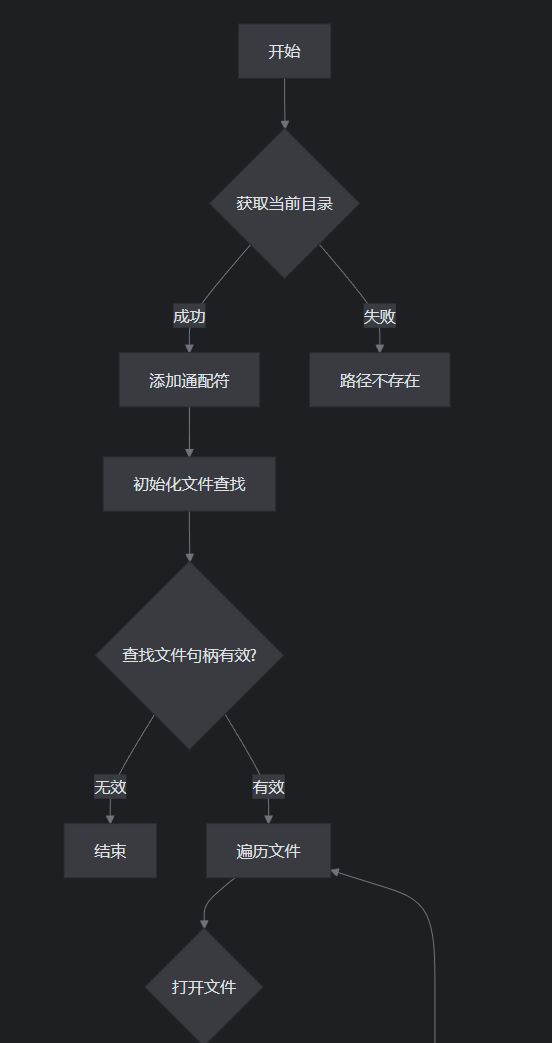 开始
获取当前目录
成功
失败
添加通配符
路径不存在
初始化文件查找
查找文件句柄有效?
无效
有效
结束
遍历文件
打开文件